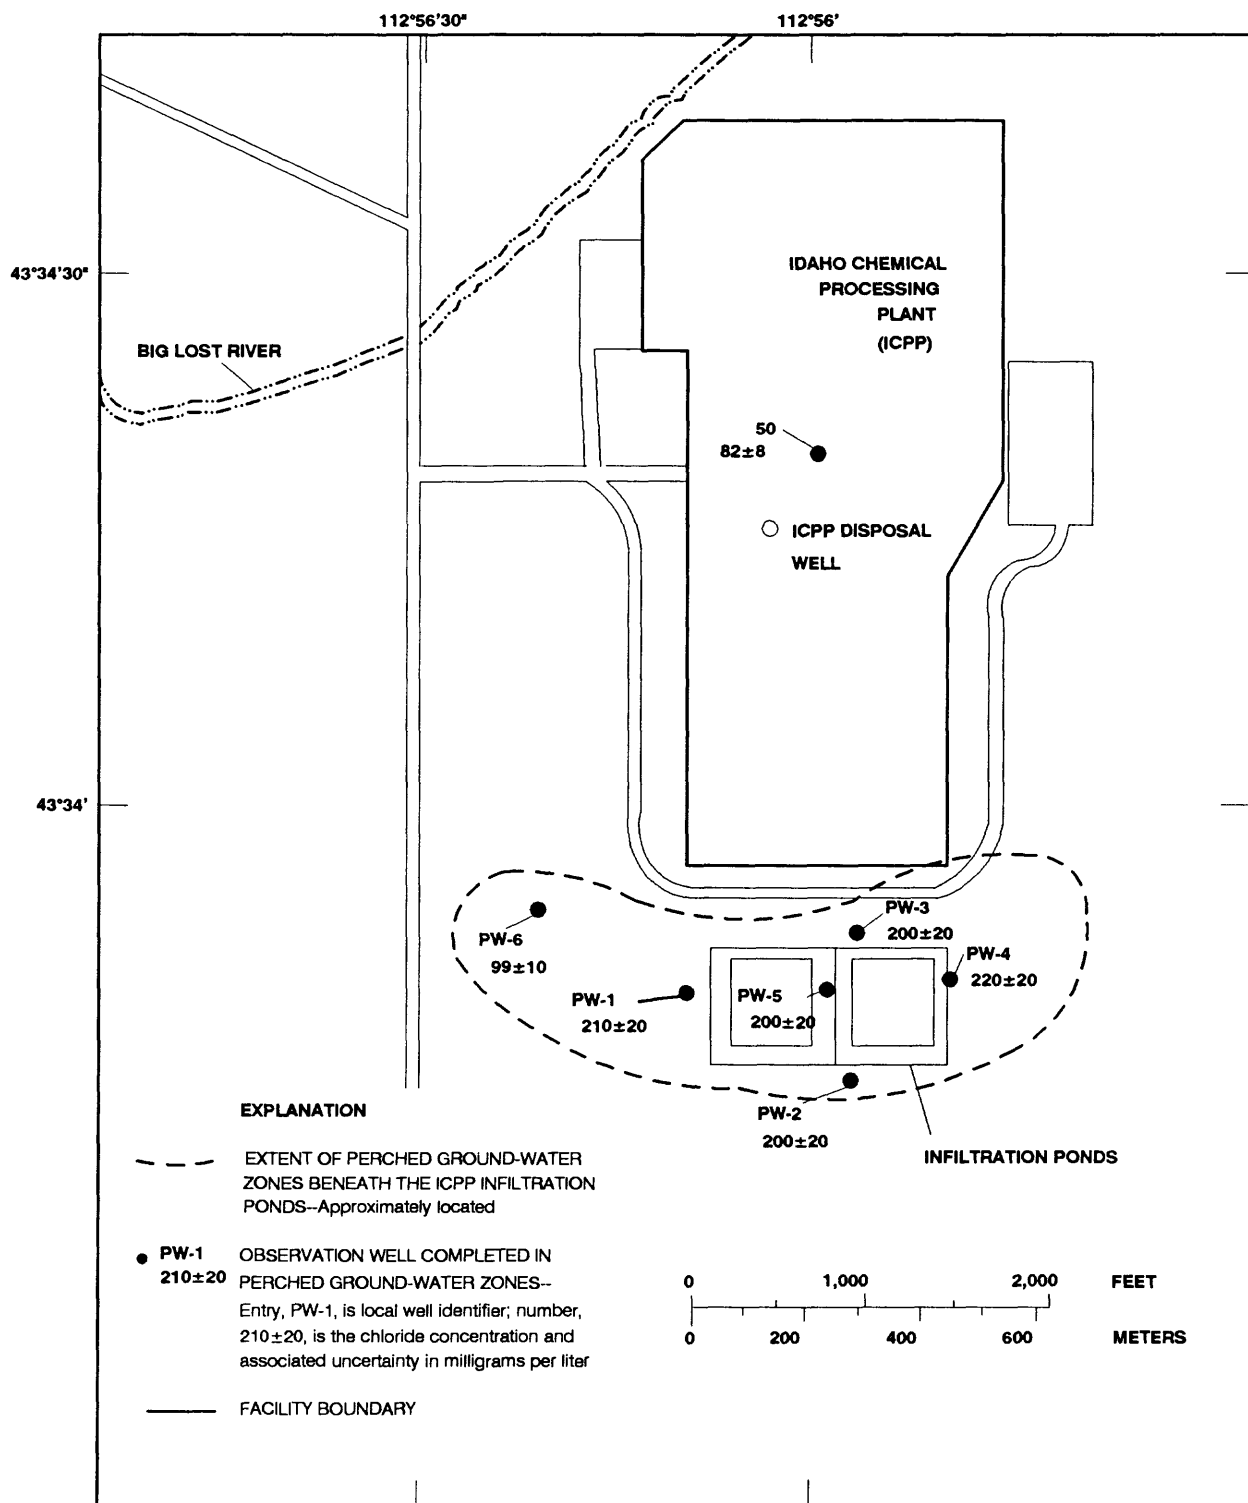 112°56'30"
112°56'
43°34'30"
IDAHO CHEMICAL
PROCESSING
PLANT
(ICPP)
BIG LOST RIVER
50
82±8
ICPP DISPOSAL
WELL
43°34'
PW-3
200±20
PW-6
99±10
PW-4
220±20
PW-1
210±20
PW-5
200±20
PW-2
200±20
INFILTRATION PONDS
EXPLANATION
EXTENT OF PERCHED GROUND-WATER
ZONES BENEATH THE ICPP INFILTRATION
PONDS--Approximately located
PW-1
210±20
OBSERVATION WELL COMPLETED IN
PERCHED GROUND-WATER ZONES--
Entry, PW-1, is local well identifier; number,
210±20, is the chloride concentration and
associated uncertainty in milligrams per liter
FACILITY BOUNDARY
0 1,000 2,000 FEET
0 200 400 600 METERS